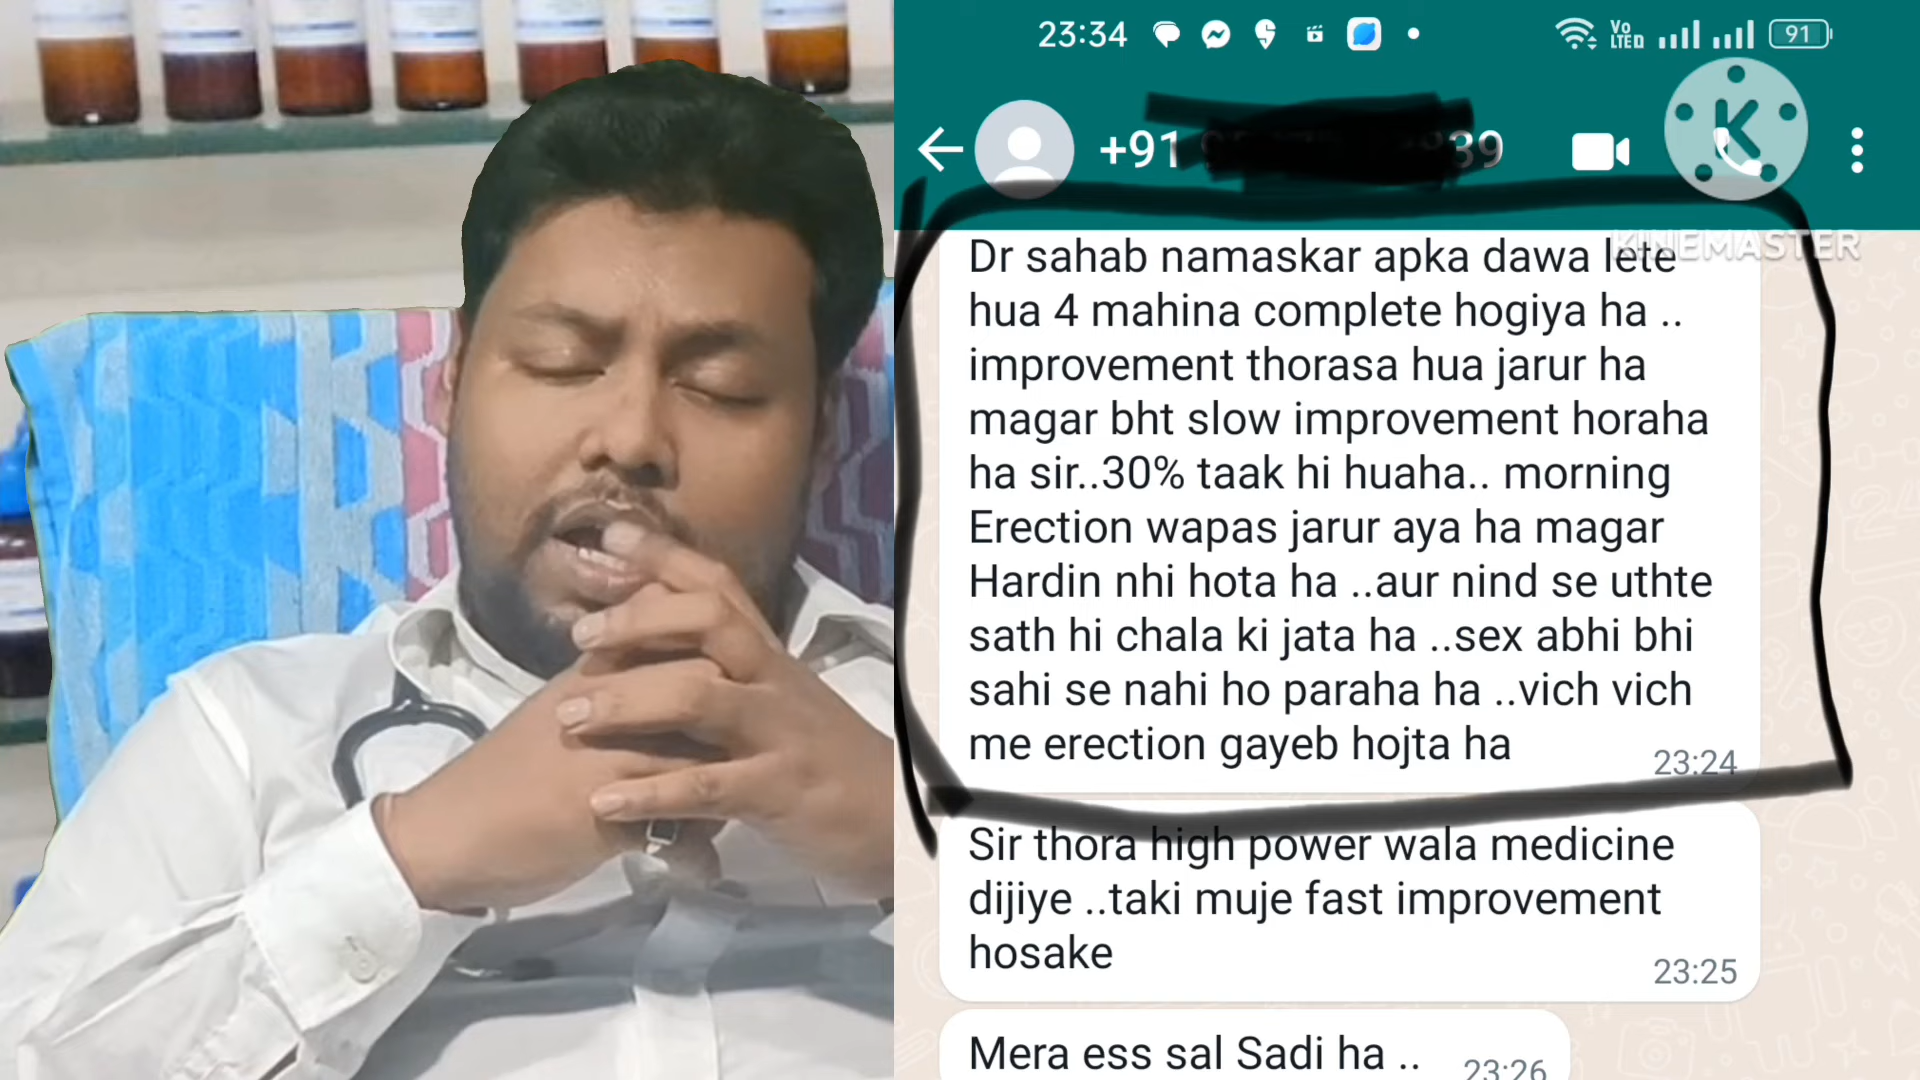 23:34
Vo
LTED
91
+91
39
K
KINEMASTER
Dr sahab namaskar apka dawa lete
hua 4 mahina complete hogiya ha ..
improvement thorasa hua jarur ha
magar bht slow improvement horaha
ha sir..30% taak hi huaha.. morning
Erection wapas jarur aya ha magar
Hardin nhi hota ha ..aur nind se uthte
sath hi chala ki jata ha ..sex abhi bhi
sahi se nahi ho paraha ha ..vich vich
me erection gayeb hojta ha
23:24
Sir thora high power wala medicine
dijiye ..taki muje fast improvement
hosake
23:25
Mera ess sal Sadi ha ..
23:26